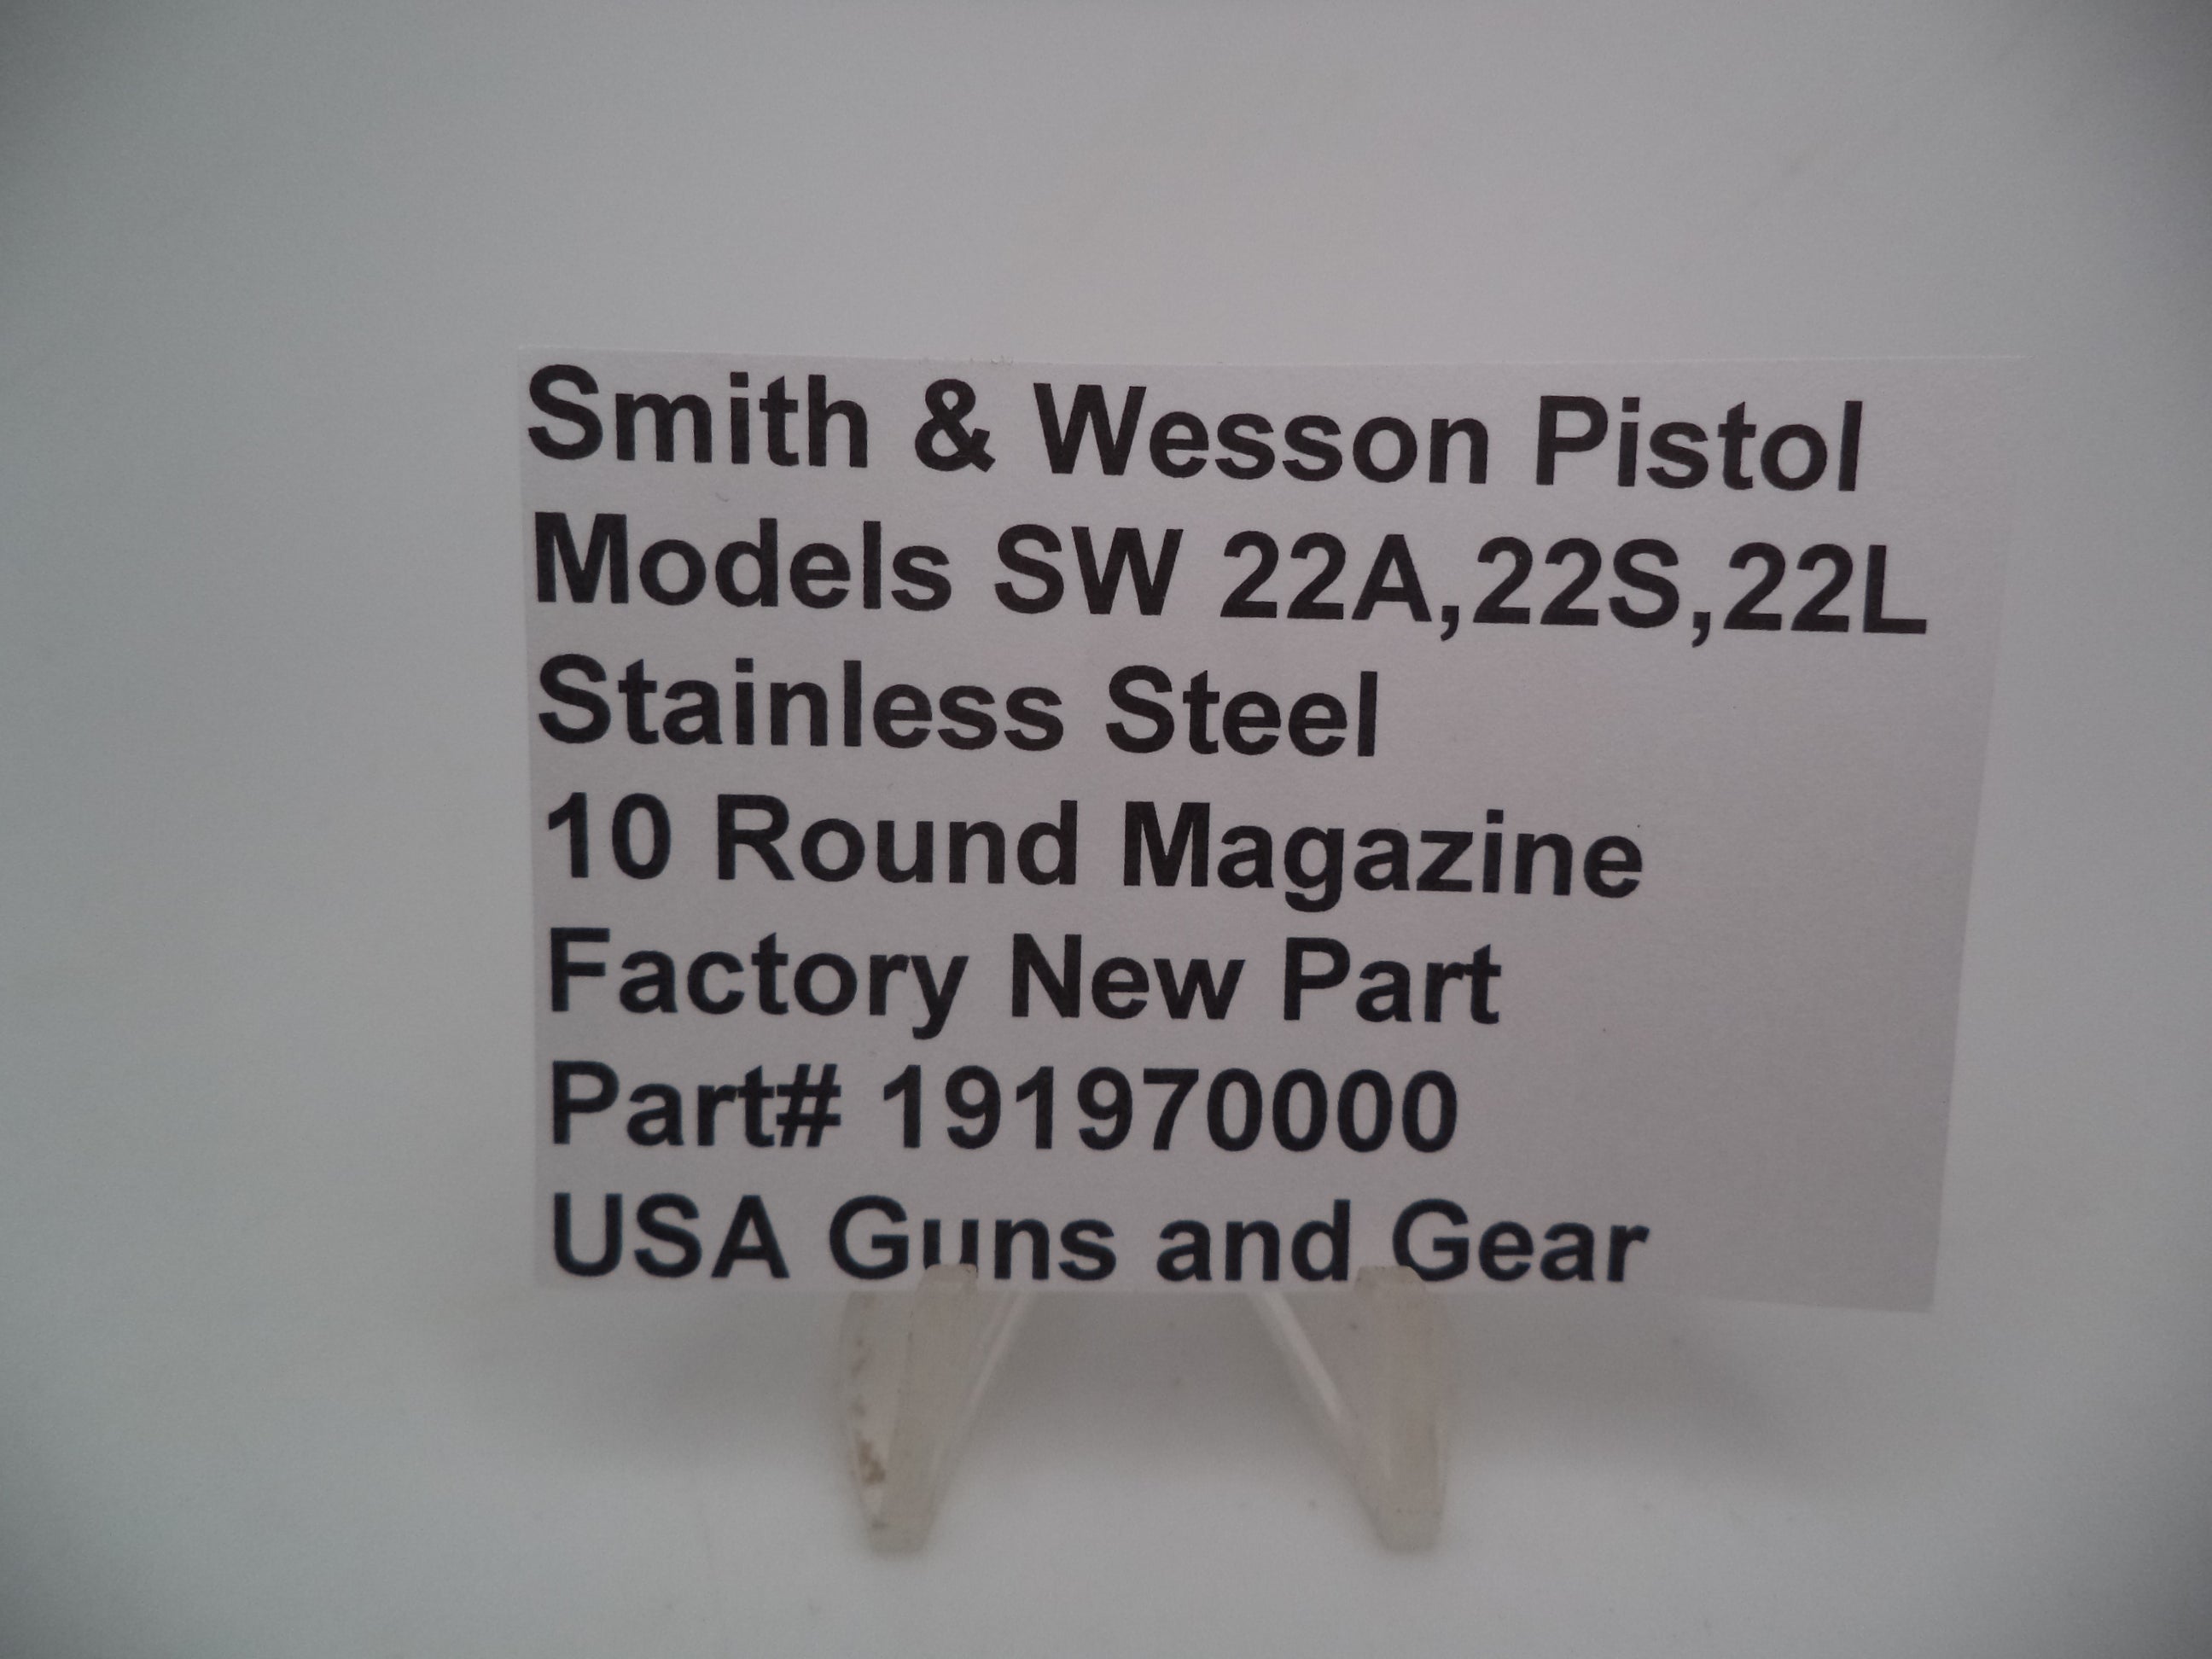 Smith & Wesson Pistol
Models SW 22A,22S,22L
Stainless Steel
10 Round Magazine
Factory New Part
Part# 191970000
USA Guns and Gear